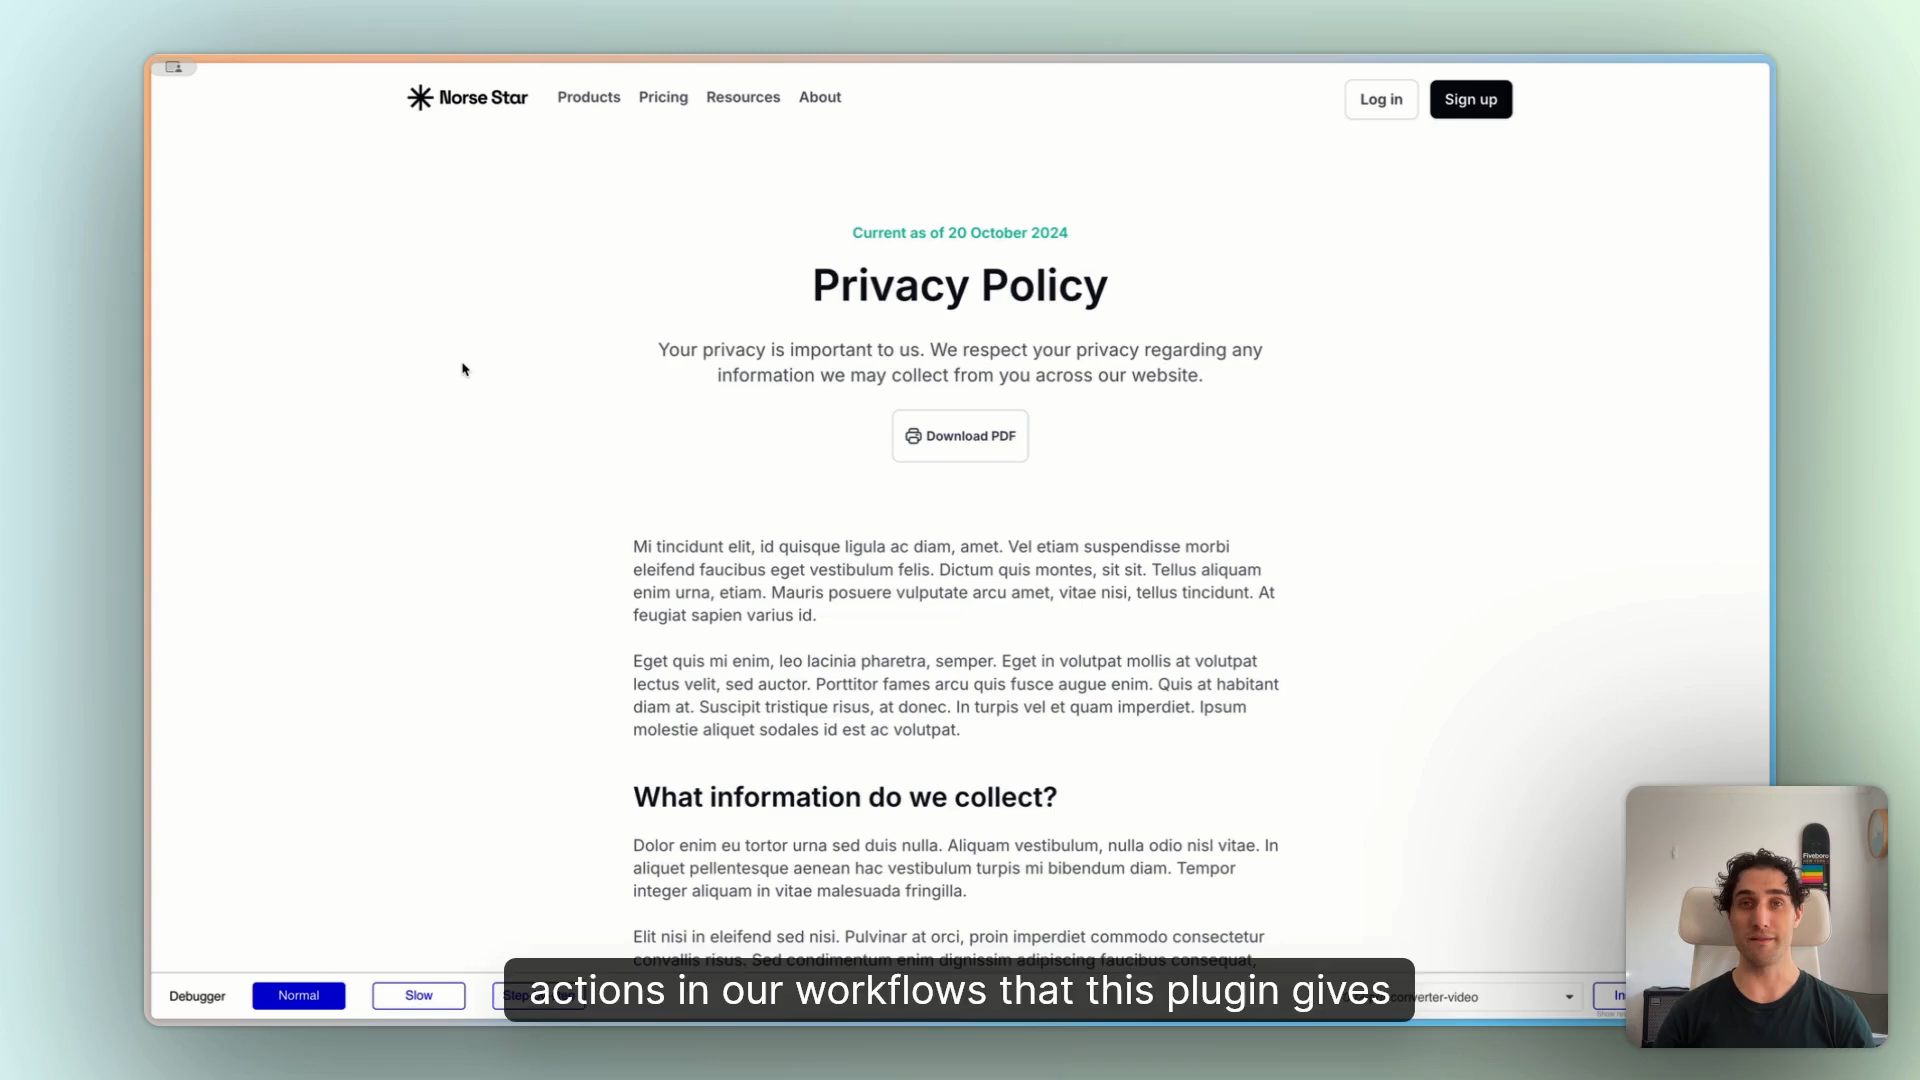 Norse Star
Products
Pricing
Resources
About
Log in
Sign up
Current as of 20 October 2024
Privacy Policy
Your privacy is important to us. We respect your privacy regarding any
information we may collect from you across our website.
Download PDF
Mi tincidunt elit, id quisque ligula ac diam, amet. Vel etiam suspendisse morbi
eleifend faucibus eget vestibulum felis. Dictum quis montes, sit sit. Tellus aliquam
enim urna, etiam. Mauris posuere vulputate arcu amet, vitae nisi, tellus tincidunt. At
feugiat sapien varius id.
Eget quis mi enim, leo lacinia pharetra, semper. Eget in volutpat mollis at volutpat
lectus velit, sed auctor. Porttitor fames arcu quis fusce augue enim. Quis at habitant
diam at. Suscipit tristique risus, at donec. In turpis vel et quam imperdiet. Ipsum
molestie aliquet sodales id est ac volutpat.
What information do we collect?
Dolor enim eu tortor urna sed duis nulla. Aliquam vestibulum, nulla odio nisl vitae. In
aliquet pellentesque aenean hac vestibulum turpis mi bibendum diam. Tempor
integer aliquam in vitae malesuada fringilla.
Elit nisi in eleifend sed nisi. Pulvinar at orci, proin imperdiet commodo consectetur
convallis risus. Sed condimentum enim dignissim adipiscing faucibus consequat,
Debugger
Normal
Slow
actions in our workflows that this plugin gives
Fiveboro